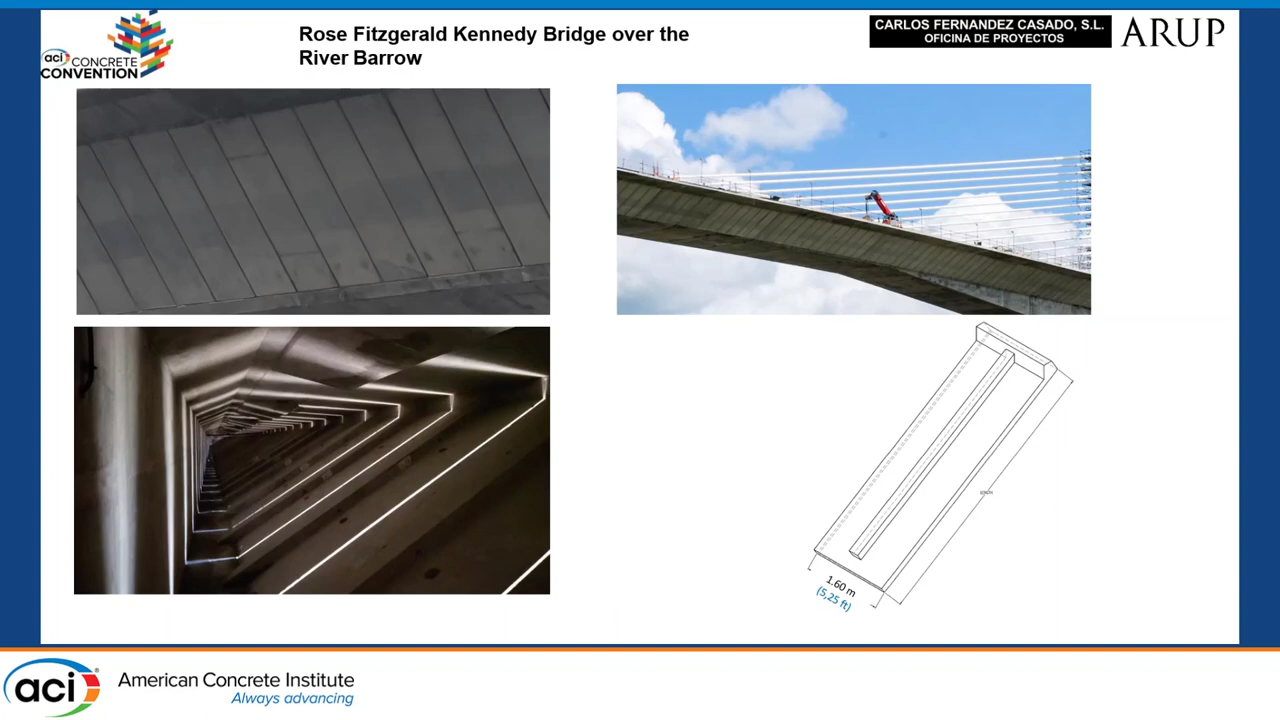 Rose Fitzgerald Kennedy Bridge over the
River Barrow
aci CONCRETE
CONVENTION
CARLOS FERNANDEZ CASADO, S.L.
OFICINA DE PROYECTOS
ARUP
1.60 m
(5,25 ft)
aci®
American Concrete Institute
Always advancing